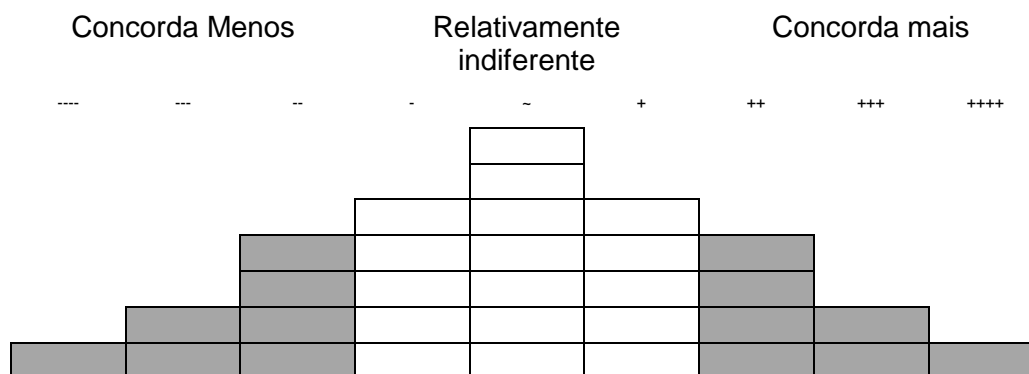 Concorda Menos
Relativamente
indiferente
Concorda mais
---- --- -- - ~ + ++ +++ ++++